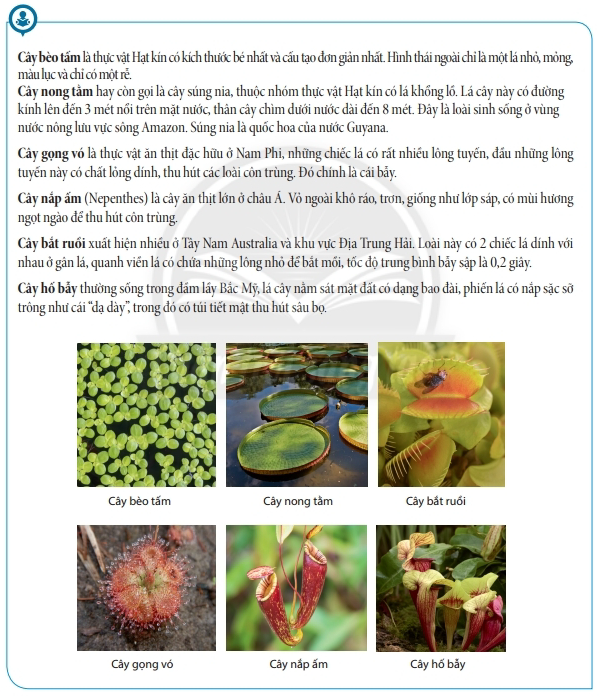 Cây bèo tấm là thực vật Hạt kín có kích thước bé nhất và cấu tạo đơn giản nhất. Hình thái ngoài chỉ là một lá nhỏ, mỏng,
màu lục và chỉ có một rễ.
Cây nong tằm hay còn gọi là cây súng nia, thuộc nhóm thực vật Hạt kín có lá khổng lồ. Lá cây này có đường
kính lên đến 3 mét nổi trên mặt nước, thân cây chìm dưới nước dài đến 8 mét. Đây là loài sinh sống ở vùng
nước nông lưu vực sông Amazon. Súng nia là quốc hoa của nước Guyana.
Cây gọng vó là thực vật ăn thịt đặc hữu ở Nam Phi, những chiếc lá có rất nhiều lông tuyến, đầu những lông
tuyến này có chất lỏng dính, thu hút các loài côn trùng. Đó chính là cái bẫy.
Cây nắp ấm (Nepenthes) là cây ăn thịt lớn ở châu Á. Vỏ ngoài khô ráo, trơn, giống như lớp sáp, có mùi hương
ngọt ngào để thu hút côn trùng.
Cây bắt ruồi xuất hiện nhiều ở Tây Nam Australia và khu vực Địa Trung Hải. Loài này có 2 chiếc lá dính với
nhau ở gân lá, quanh viền lá có chứa những lông nhỏ để bắt mồi, tốc độ trung bình bẫy sập là 0,2 giây.
Cây hố bẫy thường sống trong đầm lầy Bắc Mỹ, lá cây nằm sát mặt đất có dạng bao dài, phiến lá có nắp sặc sỡ
trông như cái “dạ dày”, trong đó có túi tiết mật thu hút sâu bọ.
Cây bèo tấm
Cây nong tằm
Cây bắt ruồi
Cây gọng vó
Cây nắp ấm
Cây hố bẫy